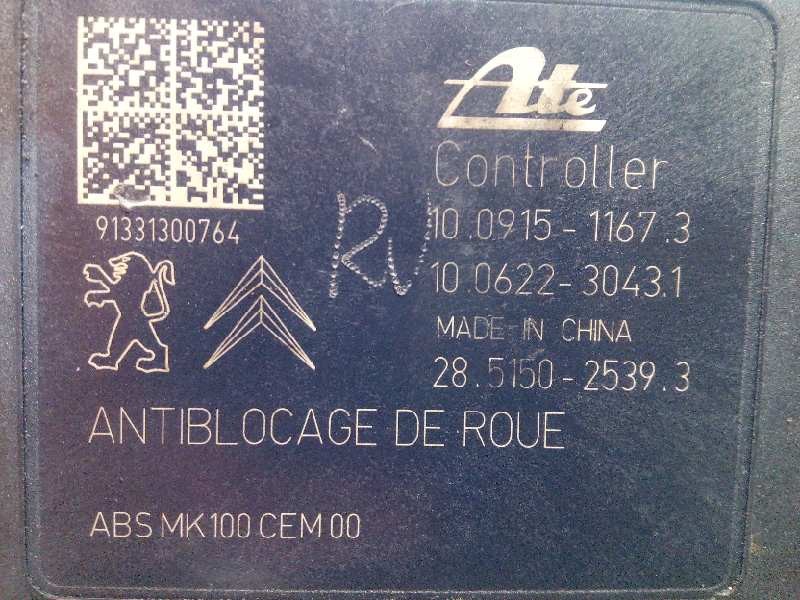 Ate
Controller
91331300764
RV
10.0915-1167.3
10.0622-3043.1
MADE IN CHINA
28.5150-2539.3
ANTIBLOCAGE DE ROUE
ABS MK100 CEM 00